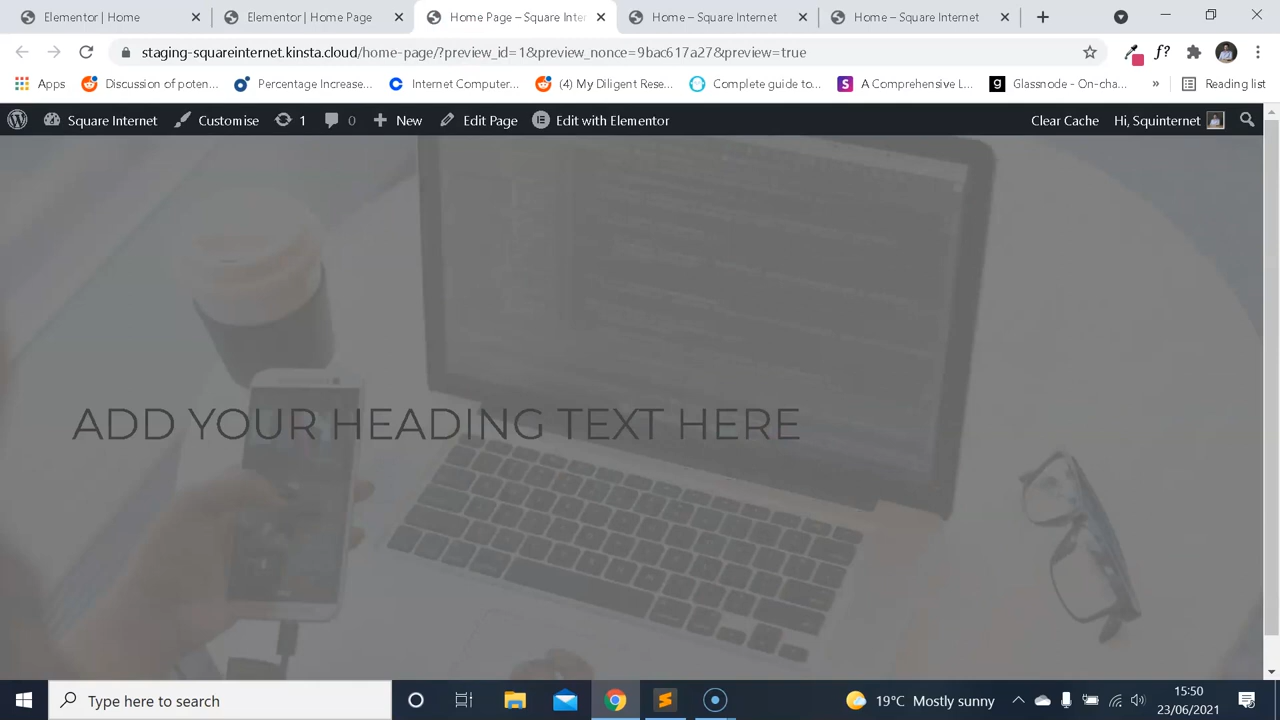 Elementor | Home
Elementor | Home Page
Home Page – Square Inter
Home – Square Internet
Home – Square Internet
staging-squareinternet.kinsta.cloud/home-page/?preview_id=1&preview_nonce=9bac617a27&preview=true
f?
Apps
Discussion of poten...
Percentage Increase...
Internet Computer...
(4) My Diligent Rese...
Complete guide to...
A Comprehensive L...
Glassnode - On-cha...
»
Reading list
Square Internet
Customise
1
0
New
Edit Page
Edit with Elementor
Clear Cache
Hi, Squinternet
ADD YOUR HEADING TEXT HERE
Type here to search
19°C Mostly sunny
15:50
23/06/2021